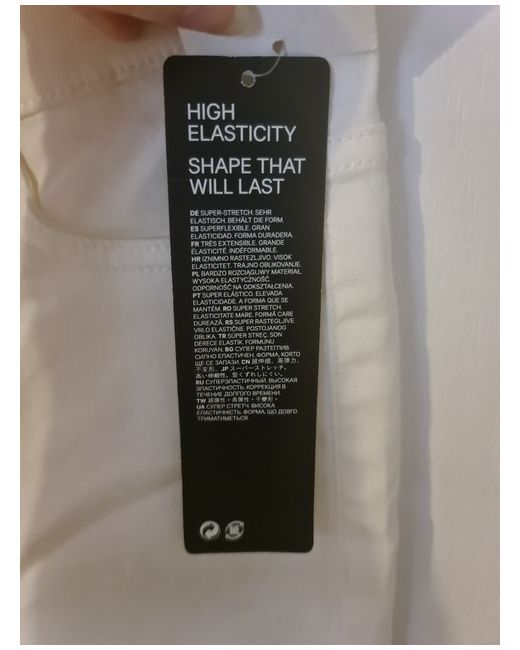 HIGH
ELASTICITY
SHAPE THAT
WILL LAST
DE SUPER-STRETCH. SEHR
ELASTISCH. BEHÄLT DIE FORM.
ES SUPERFLEXIBLE. GRAN
ELASTICIDAD. FORMA DURADERA.
FR TRÈS EXTENSIBLE. GRANDE
ÉLASTICITÉ. INDÉFORMABLE.
HR IZNIMNO RASTEZLJIVO. VISOK
ELASTICITET. TRAJNO OBLIKOVANJE.
PL BARDZO ROZCIĄGLIWY MATERIAŁ.
WYSOKA ELASTYCZNOŚĆ.
ODPORNOŚĆ NA ODKSZTAŁCENIA.
PT SUPER ELÁSTICO. ELEVADA
ELASTICIDADE. A FORMA QUE SE
MANTÉM. RO SUPER STRETCH.
ELASTICITATE MARE. FORMĂ CARE
DUREAZĂ. RS SUPER RASTEGLJIVE.
VRLO ELASTIČNE. POSTOJANOG
OBLIKA. TR SÜPER STREÇ. SON
DERECE ELASTİK. FORMUNU
KORUYAN. BG СУПЕР РАЗТЕГЛИВ.
СИЛНО ЕЛАСТИЧЕН. ФОРМА, КОЯТО
ЩЕ СЕ ЗАПАЗИ. CN 超伸缩。高弹力。
不变形。 JP スーパーストレッチ。
高い伸縮性。型くずれしにくい。
RU СУПЕРЭЛАСТИЧНЫЙ. ВЫСОКАЯ
ЭЛАСТИЧНОСТЬ. КОРРЕКЦИЯ В
ТЕЧЕНИЕ ДОЛГОГО ВРЕМЕНИ.
TW 超彈性。高彈性。不變形。
UA СУПЕР СТРЕТЧ. ВИСОКА
ЕЛАСТИЧНІСТЬ. ФОРМА, ЩО ДОВГО
ТРИМАТИМЕТЬСЯ.